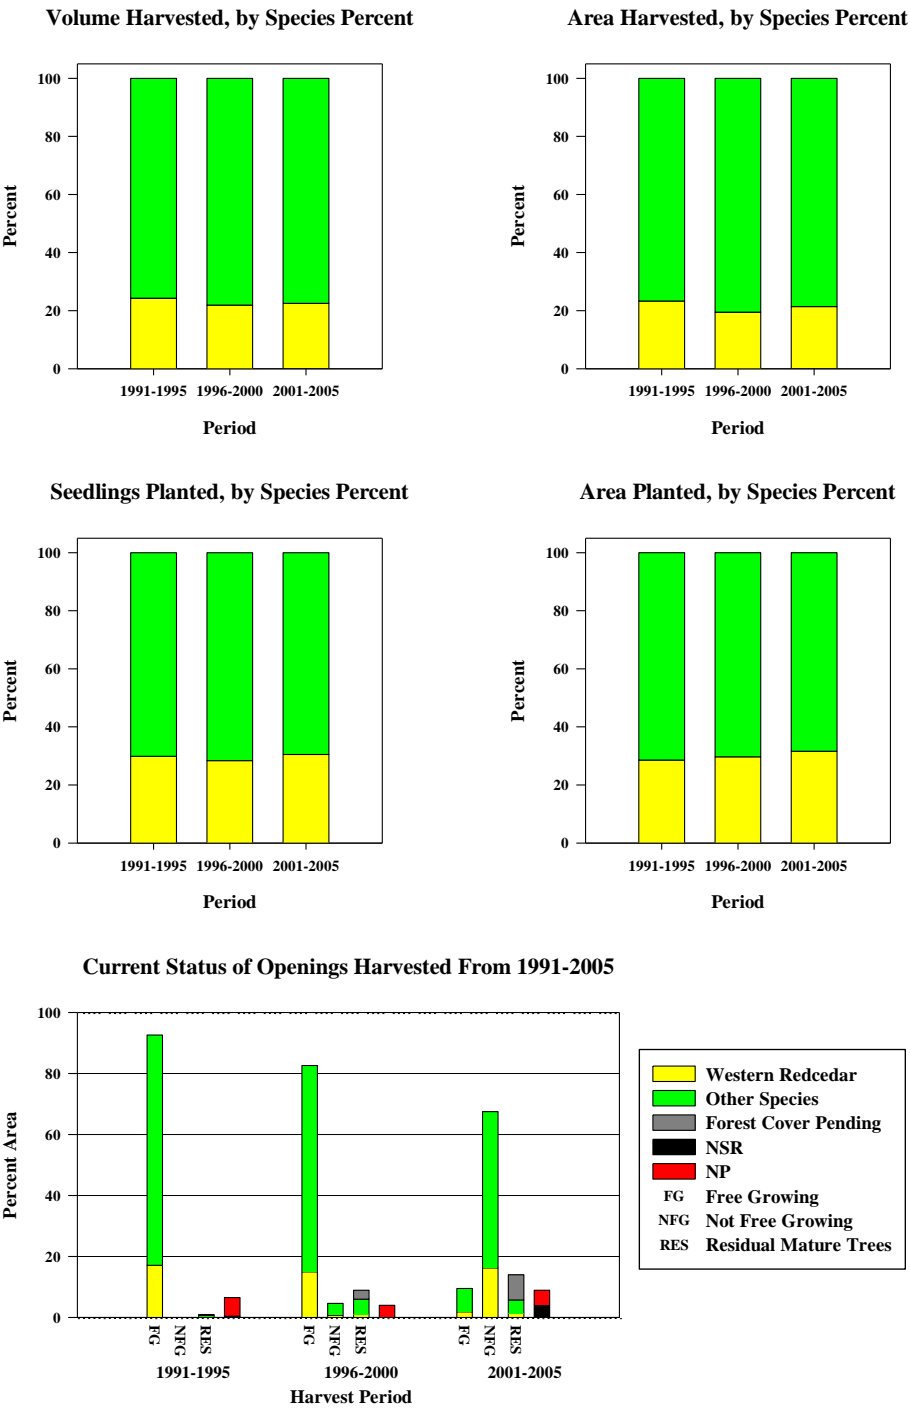 Volume Harvested, by Species Percent
Percent
100
80
60
40
20
0
1991-1995 1996-2000 2001-2005
Period
Area Harvested, by Species Percent
Percent
100
80
60
40
20
0
1991-1995 1996-2000 2001-2005
Period
Seedlings Planted, by Species Percent
Percent
100
80
60
40
20
0
1991-1995 1996-2000 2001-2005
Period
Area Planted, by Species Percent
Percent
100
80
60
40
20
0
1991-1995 1996-2000 2001-2005
Period
Current Status of Openings Harvested From 1991-2005
Percent Area
100
80
60
40
20
0
FG NFG RES FG NFG RES FG NFG RES
1991-1995 1996-2000 2001-2005
Harvest Period
Western Redcedar
Other Species
Forest Cover Pending
NSR
NP
FG Free Growing
NFG Not Free Growing
RES Residual Mature Trees